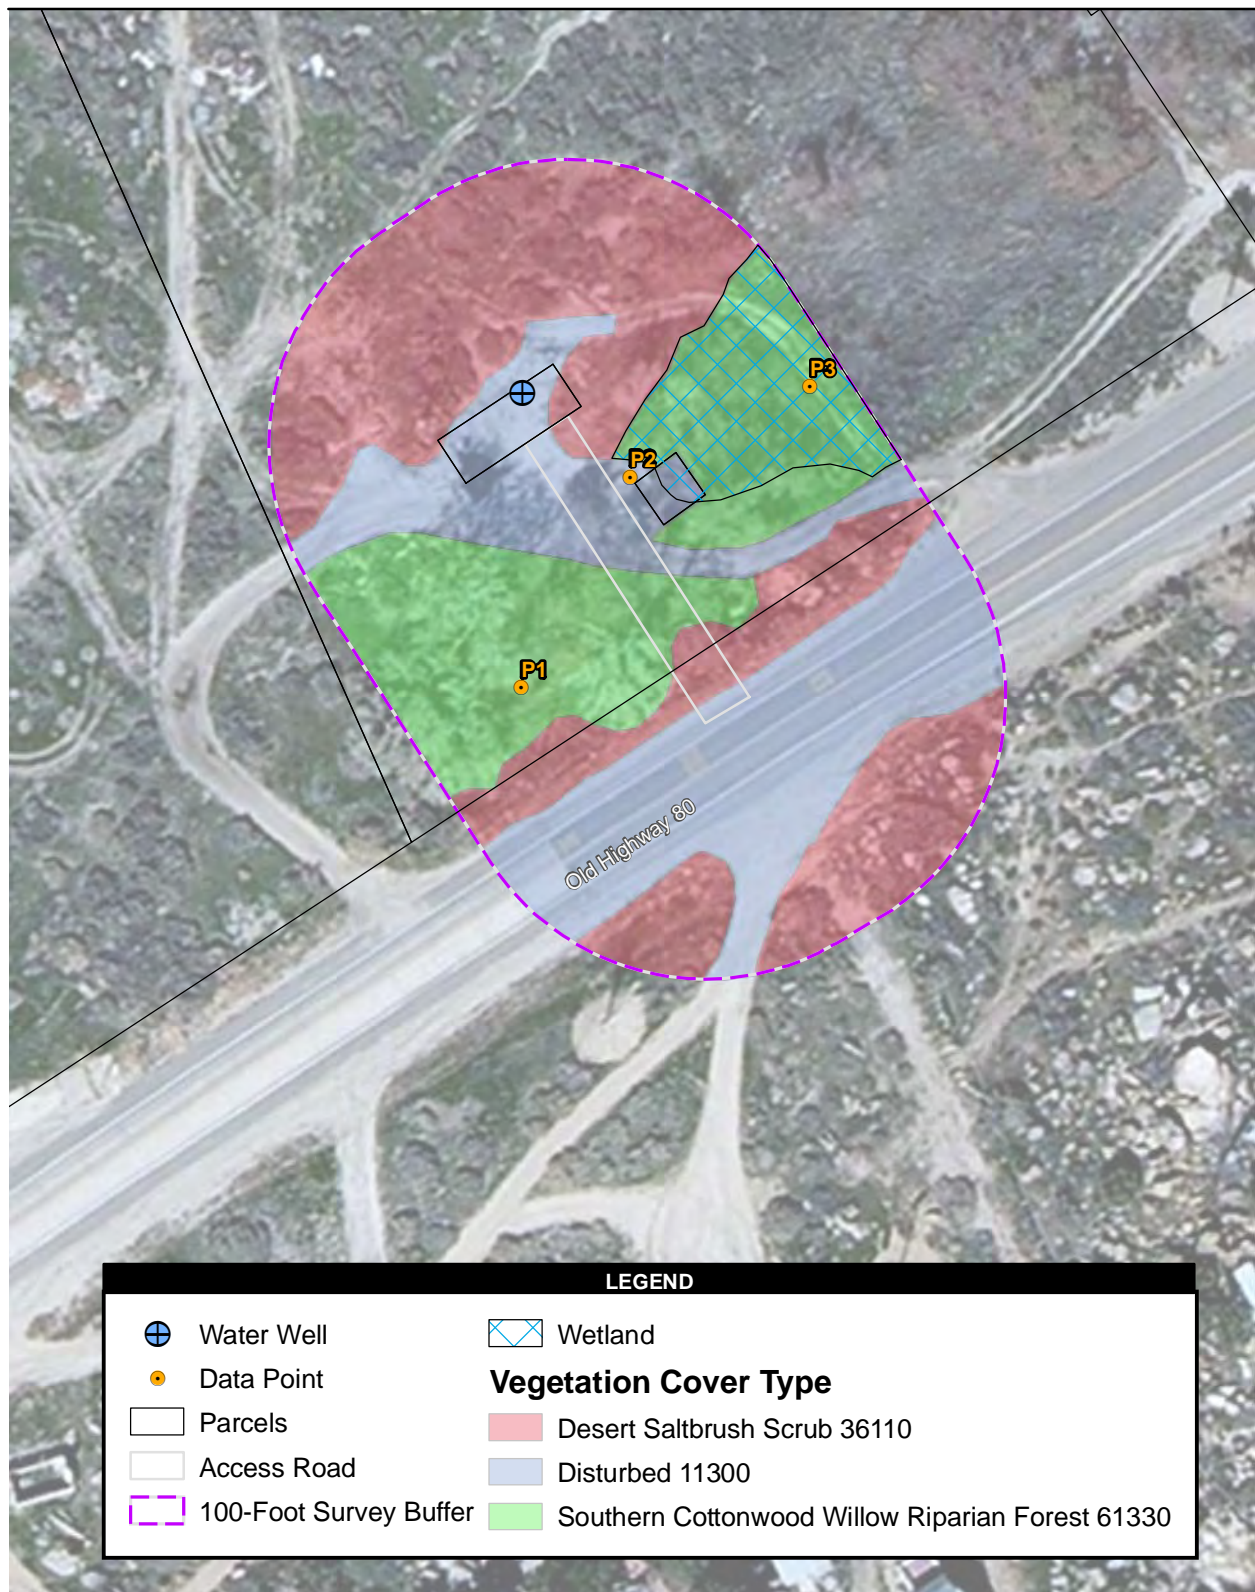 P3
P2
P1
Old Highway 80
LEGEND
Water Well
Data Point
Parcels
Access Road
100-Foot Survey Buffer
Wetland
Vegetation Cover Type
Desert Saltbrush Scrub 36110
Disturbed 11300
Southern Cottonwood Willow Riparian Forest 61330